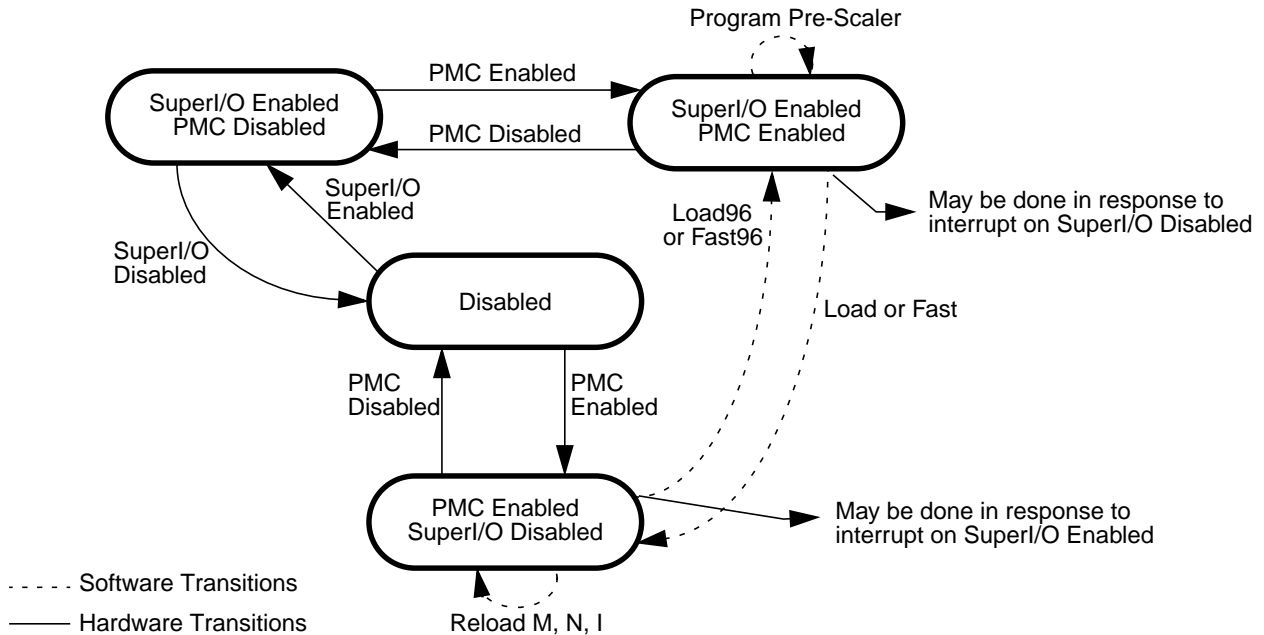 Program Pre-Scaler
PMC Enabled
SuperI/O Enabled
PMC Disabled
SuperI/O Enabled
PMC Enabled
PMC Disabled
SuperI/O
Enabled
Load96
or Fast96
May be done in response to
interrupt on SuperI/O Disabled
SuperI/O
Disabled
Disabled
Load or Fast
PMC
Disabled
PMC
Enabled
PMC Enabled
SuperI/O Disabled
May be done in response to
interrupt on SuperI/O Enabled
Software Transitions
Hardware Transitions
Reload M, N, I